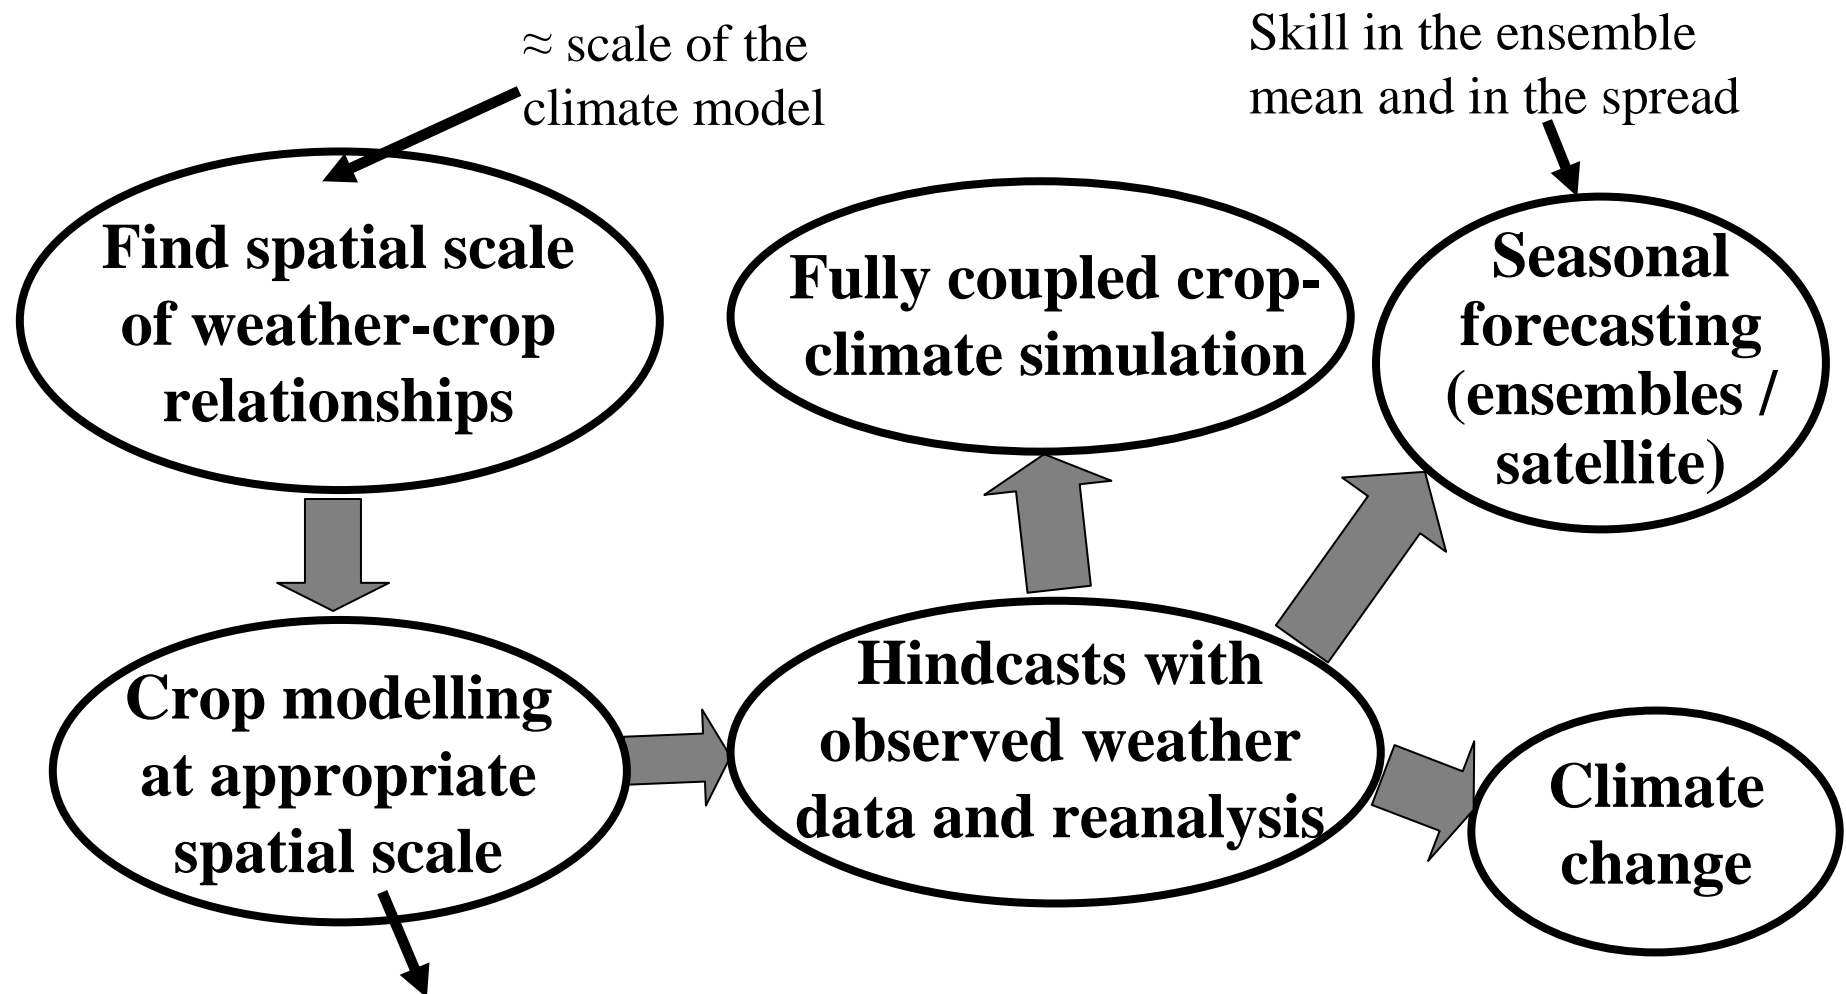 ≈ scale of the
climate model
Skill in the ensemble
mean and in the spread
Find spatial scale
of weather-crop
relationships
Fully coupled crop-
climate simulation
Seasonal
forecasting
(ensembles /
satellite)
Crop modelling
at appropriate
spatial scale
Hindcasts with
observed weather
data and reanalysis
Climate
change